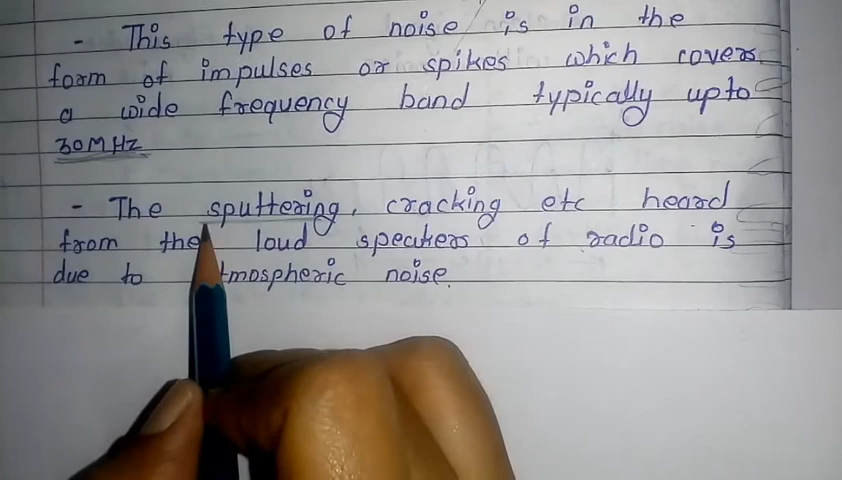 - This type of noise is in the
form of impulses or spikes which covers
a wide frequency band typically upto
30MHz
- The sputtering, cracking etc heard
from the loud speakers of radio is
due to tmospheric noise.